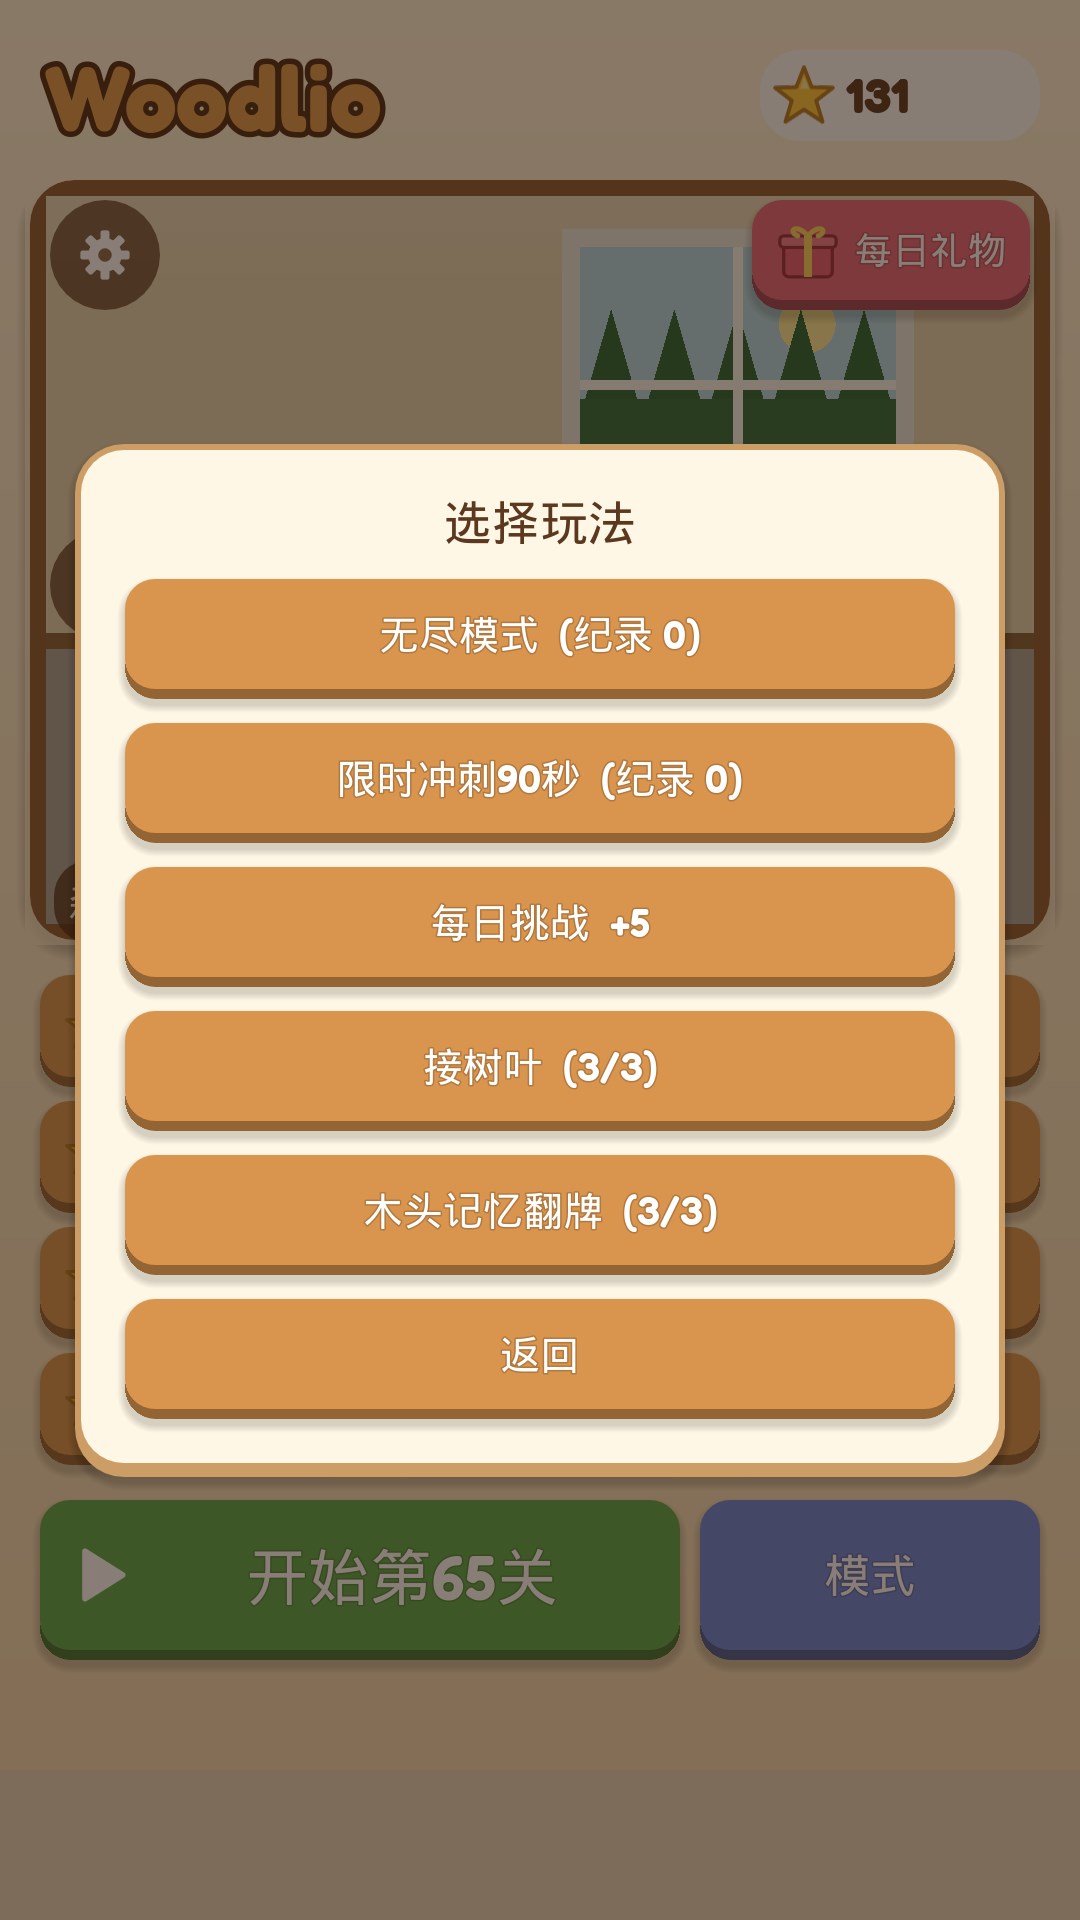 Woodlio
131
每日礼物
选择玩法
无尽模式 (纪录 0)
限时冲刺90秒 (纪录 0)
每日挑战 +5
接树叶 (3/3)
木头记忆翻牌 (3/3)
返回
开始第65关
模式